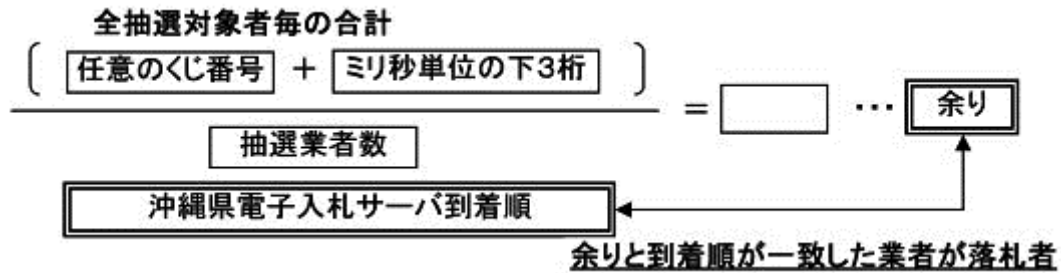 全抽選対象者毎の合計
〔 任意のくじ番号 + ミリ秒単位の下3桁 〕
= … 余り
抽選業者数
沖縄県電子入札サーバ到着順
余りと到着順が一致した業者が落札者